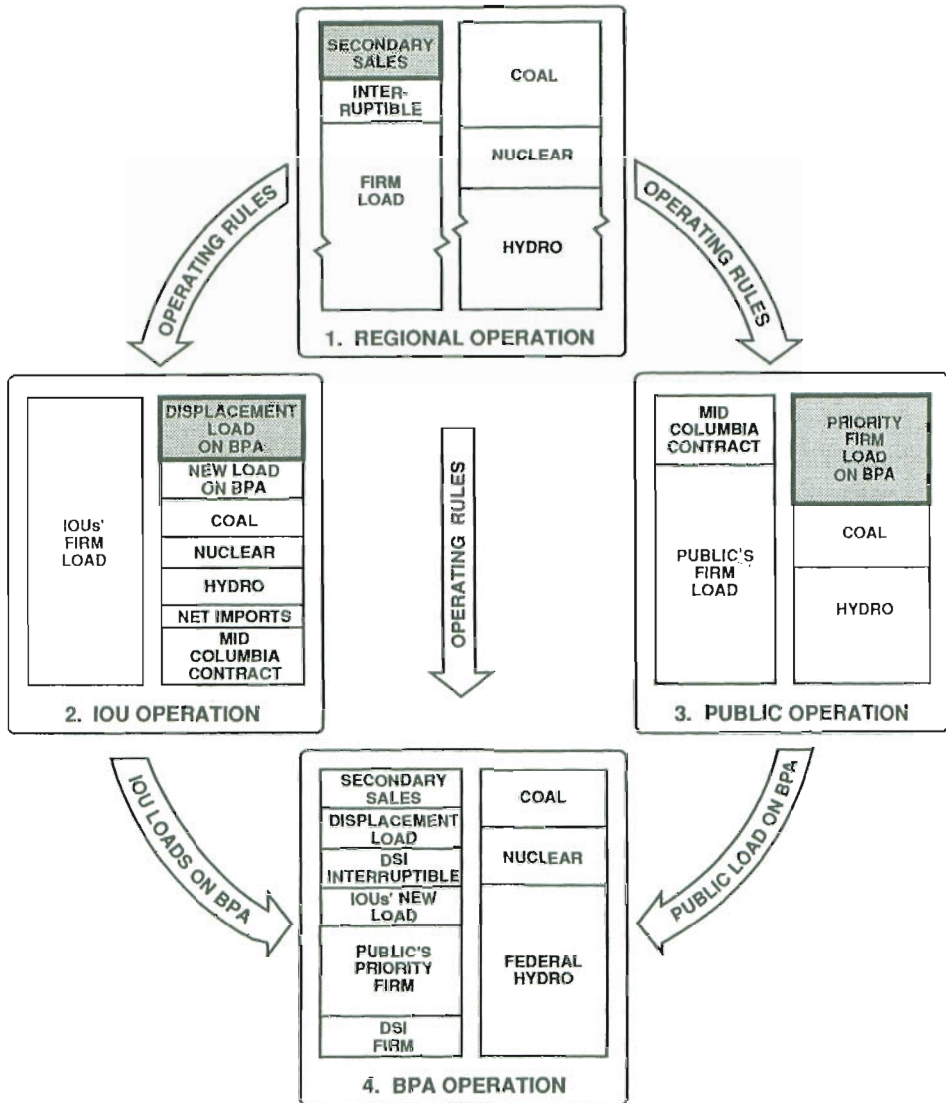 SECONDARY
SALES
INTER-
RUPTIBLE
FIRM
LOAD
COAL
NUCLEAR
HYDRO
1. REGIONAL OPERATION
OPERATING RULES
OPERATING RULES
IOUs'
FIRM
LOAD
DISPLACEMENT
LOAD
ON BPA
NEW LOAD
ON BPA
COAL
NUCLEAR
HYDRO
NET IMPORTS
MID
COLUMBIA
CONTRACT
2. IOU OPERATION
OPERATING RULES
MID
COLUMBIA
CONTRACT
PUBLIC'S
FIRM
LOAD
PRIORITY
FIRM
LOAD
ON BPA
COAL
HYDRO
3. PUBLIC OPERATION
IOU LOADS ON BPA
PUBLIC LOAD ON BPA
SECONDARY
SALES
DISPLACEMENT
LOAD
DSI
INTERRUPTIBLE
IOUs' NEW
LOAD
PUBLIC'S
PRIORITY
FIRM
DSI
FIRM
COAL
NUCLEAR
FEDERAL
HYDRO
4. BPA OPERATION